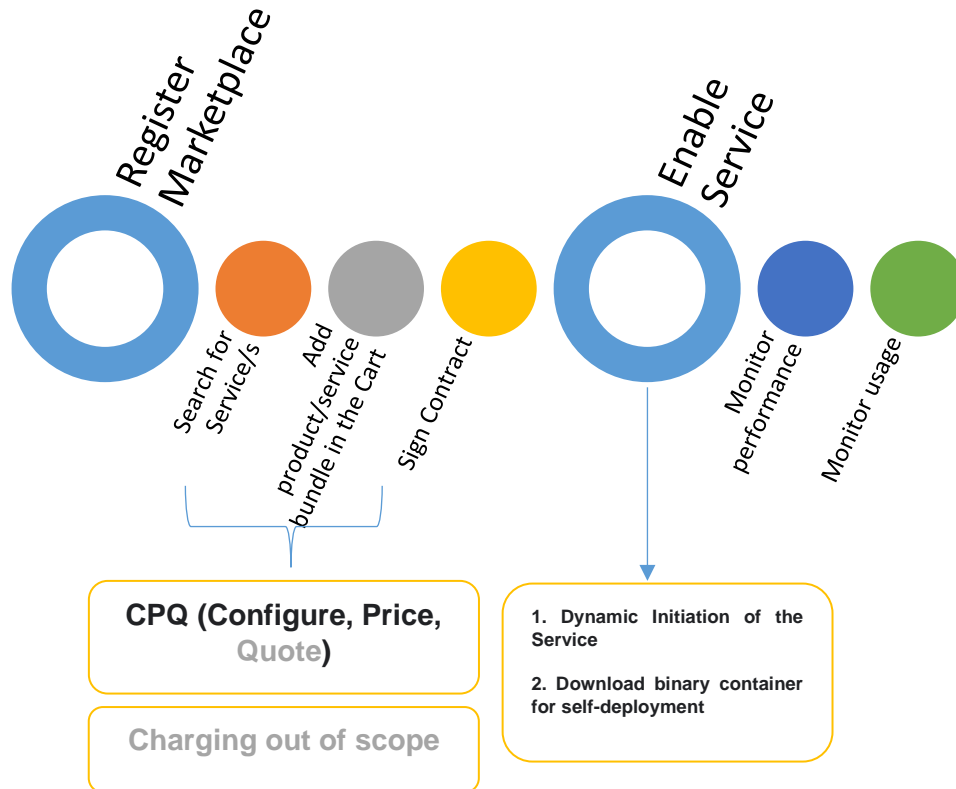 Register
Marketplace
Search for
Service/s
Add
product/service
bundle in the Cart
Sign Contract
Enable
Service
Monitor
performance
Monitor usage
CPQ (Configure, Price,
Quote)
Charging out of scope
1. Dynamic Initiation of the
Service
2. Download binary container
for self-deployment